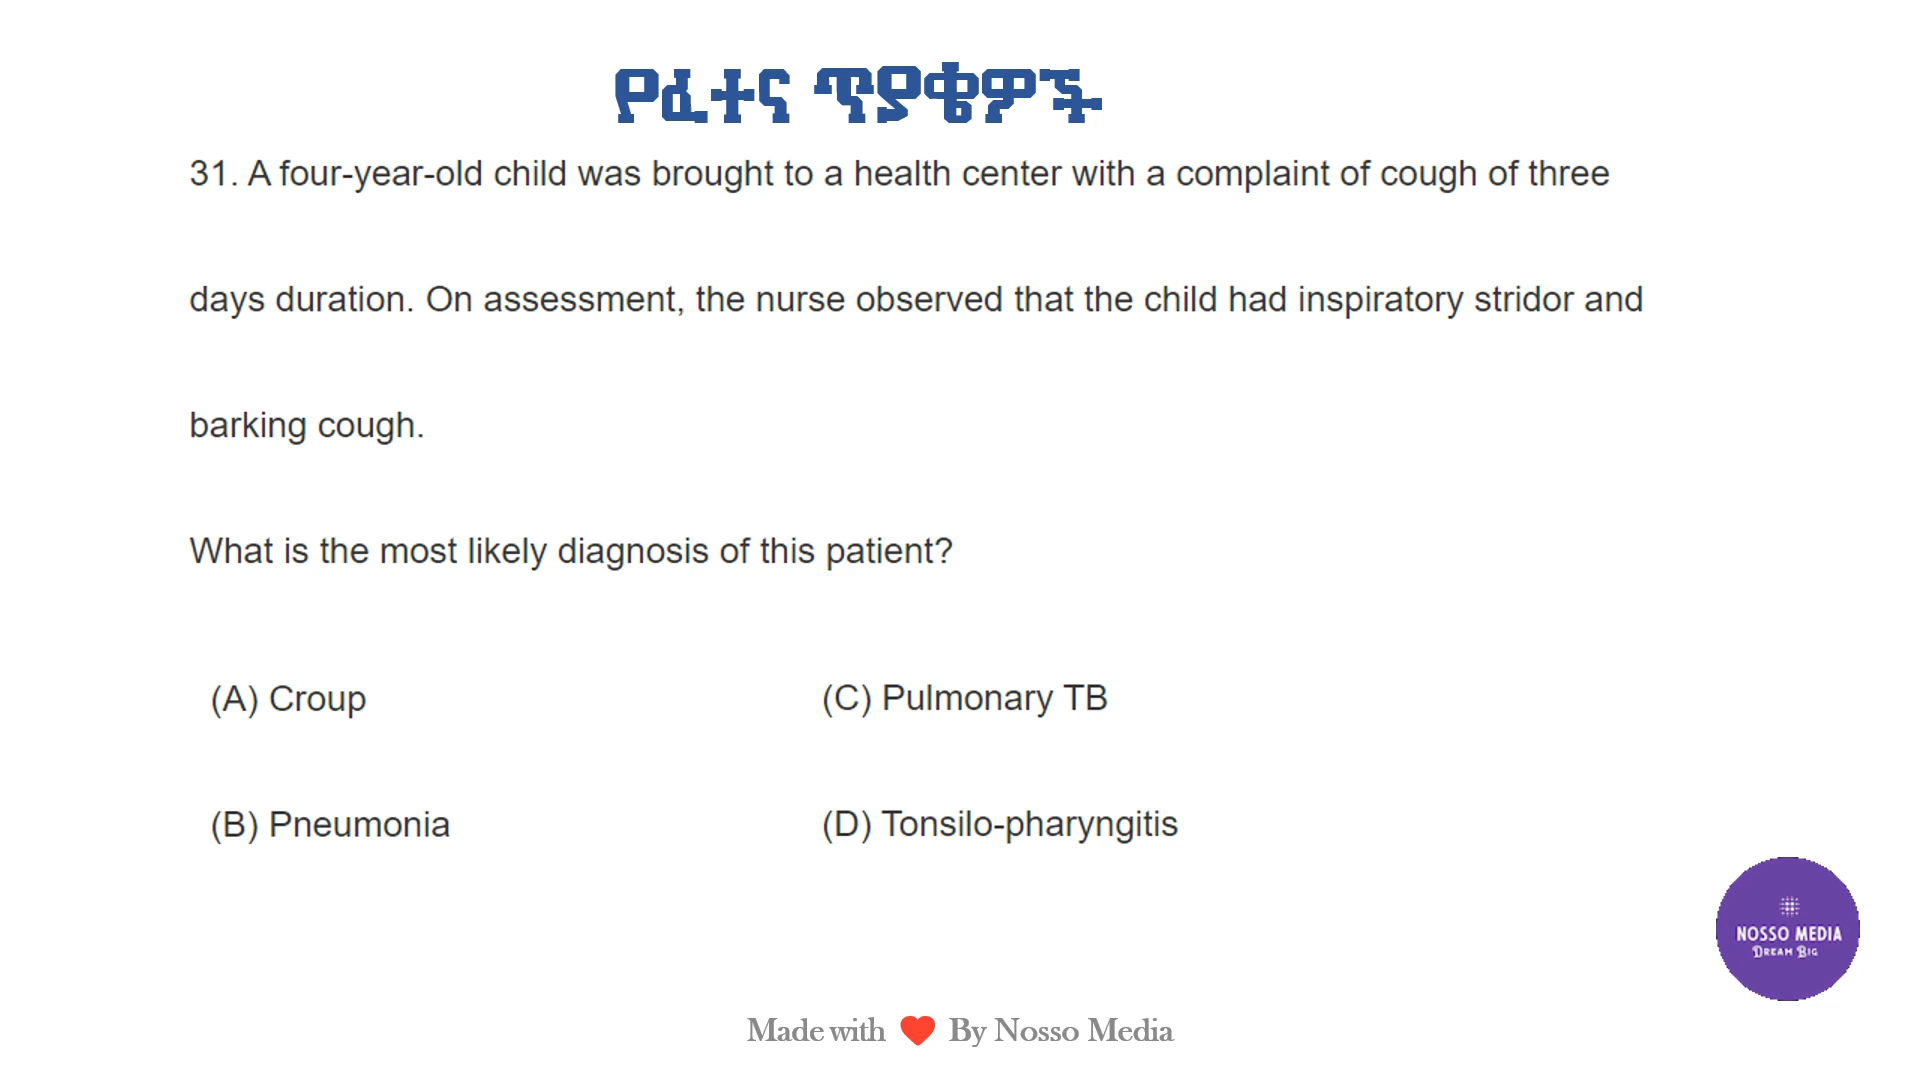 የፈተና ጥያቄዎች
31. A four-year-old child was brought to a health center with a complaint of cough of three
days duration. On assessment, the nurse observed that the child had inspiratory stridor and
barking cough.
What is the most likely diagnosis of this patient?
(A) Croup
(C) Pulmonary TB
(B) Pneumonia
(D) Tonsilo-pharyngitis
NOSSO MEDIA
DREAM BIG
Made with ❤ By Nosso Media